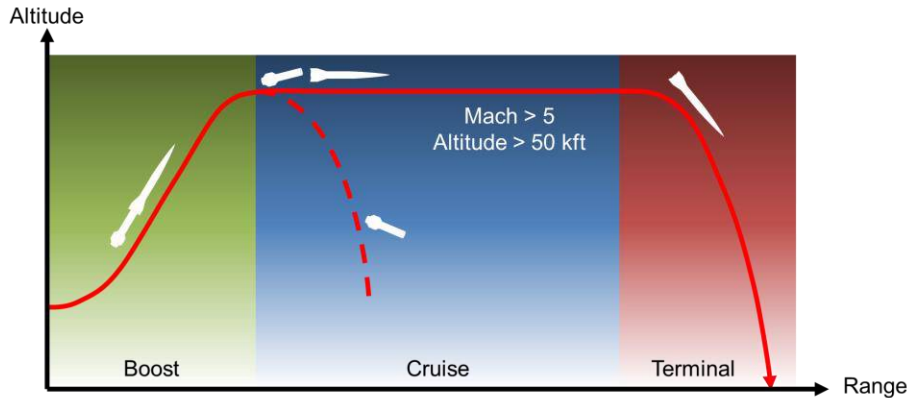 Altitude
Mach > 5
Altitude > 50 kft
Boost
Cruise
Terminal
Range